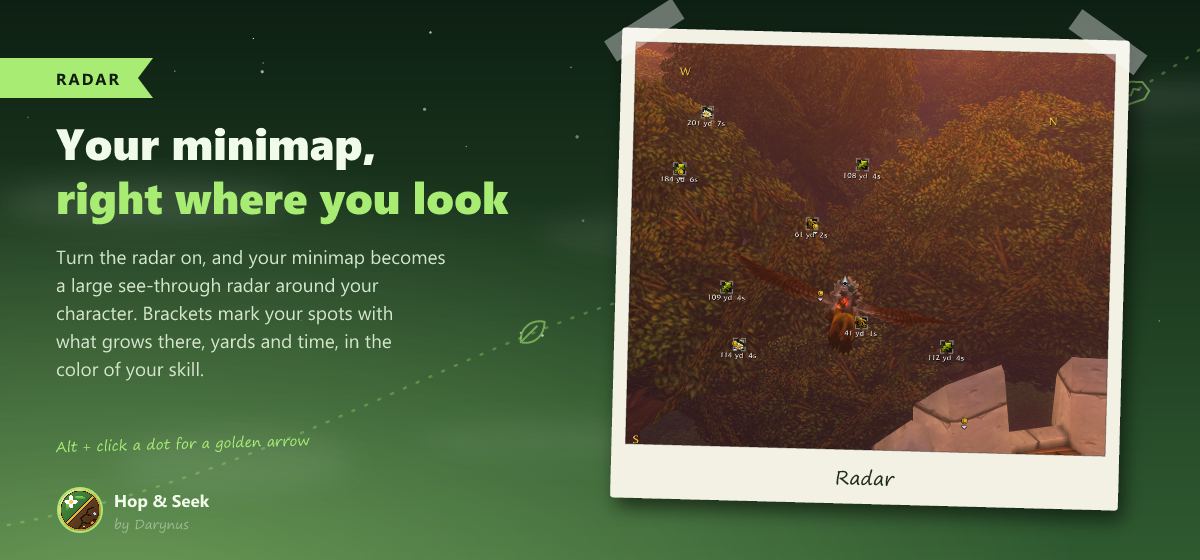 RADAR
Your minimap,
right where you look
Turn the radar on, and your minimap becomes
a large see-through radar around your
character. Brackets mark your spots with
what grows there, yards and time, in the
color of your skill.
Alt + click a dot for a golden arrow
Hop & Seek
by Darynus
W
N
201 yd 7s
184 yd 6s
108 yd 4s
61 yd 2s
109 yd 4s
41 yd 1s
114 yd 4s
112 yd 4s
S
Radar